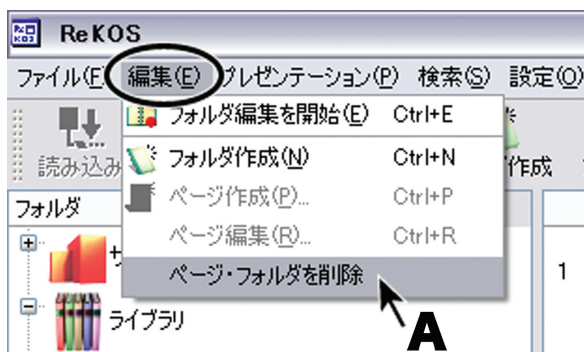 ReKOS
ファイル(F) 編集(E) プレゼンテーション(P) 検索(S) 設定(O)
フォルダ編集を開始(E) Ctrl+E
読み込み フォルダ作成(N) Ctrl+N 作成
ページ作成(P)... Ctrl+P
フォルダ
ページ編集(R)... Ctrl+R
ページ・フォルダを削除
1
ライブラリ
A